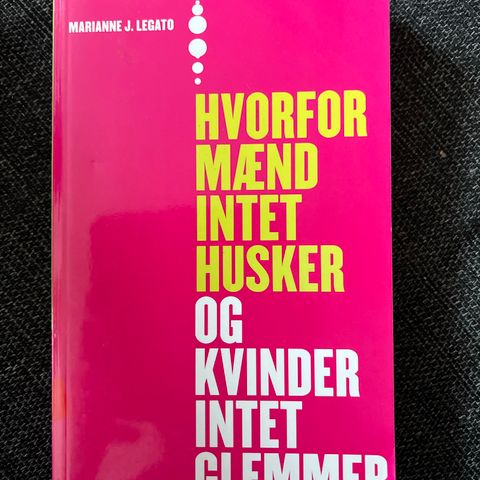 MARIANNE J. LEGATO
HVORFOR
MÆND
INTET
HUSKER
OG
KVINDER
INTET
GLEMMER